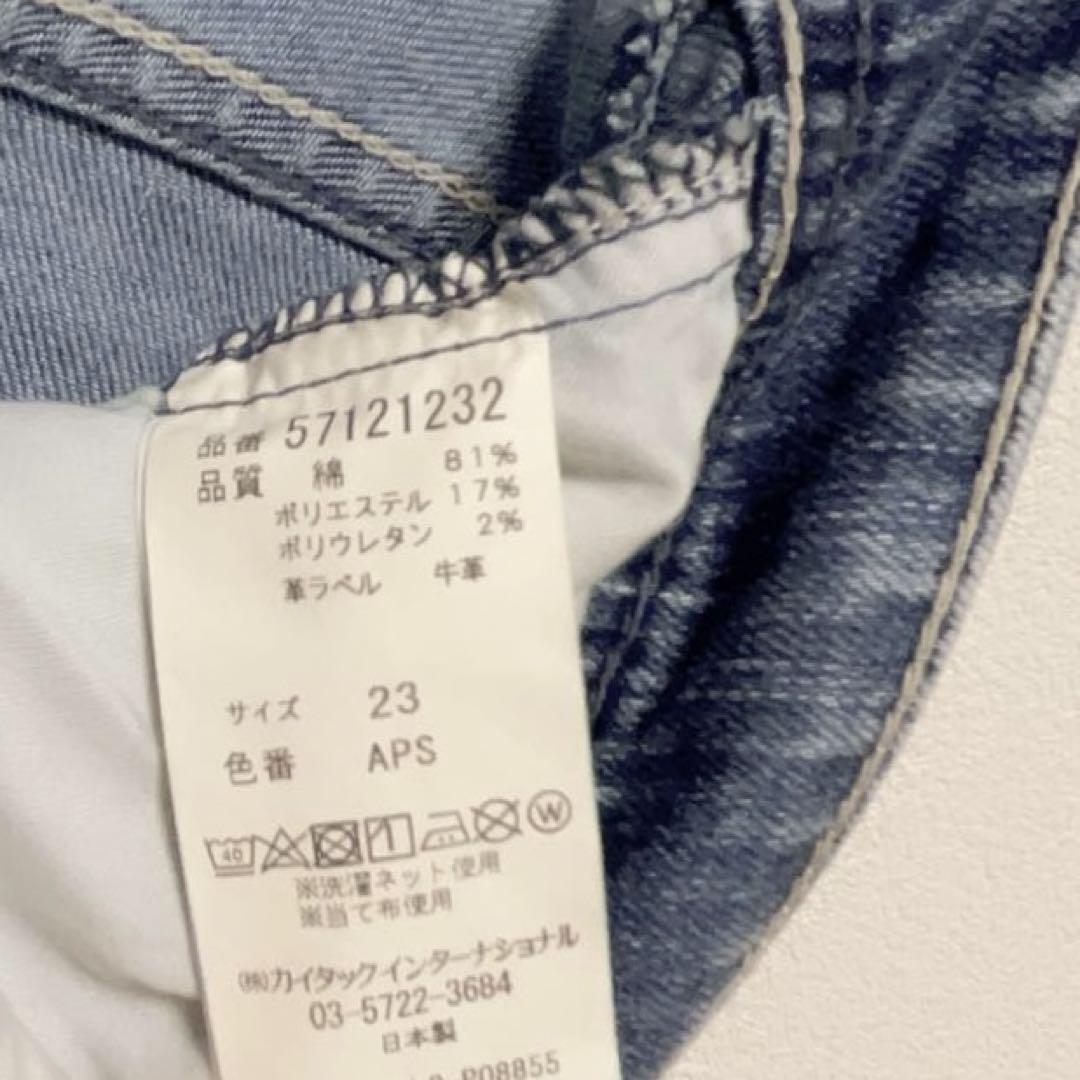 品番 57121232
品質 綿 81%
ポリエステル 17%
ポリウレタン 2%
革ラベル 牛革
サイズ 23
色番 APS
40 W
※洗濯ネット使用
※当て布使用
㈱カイタックインターナショナル
03-5722-3684
日本製
P08855